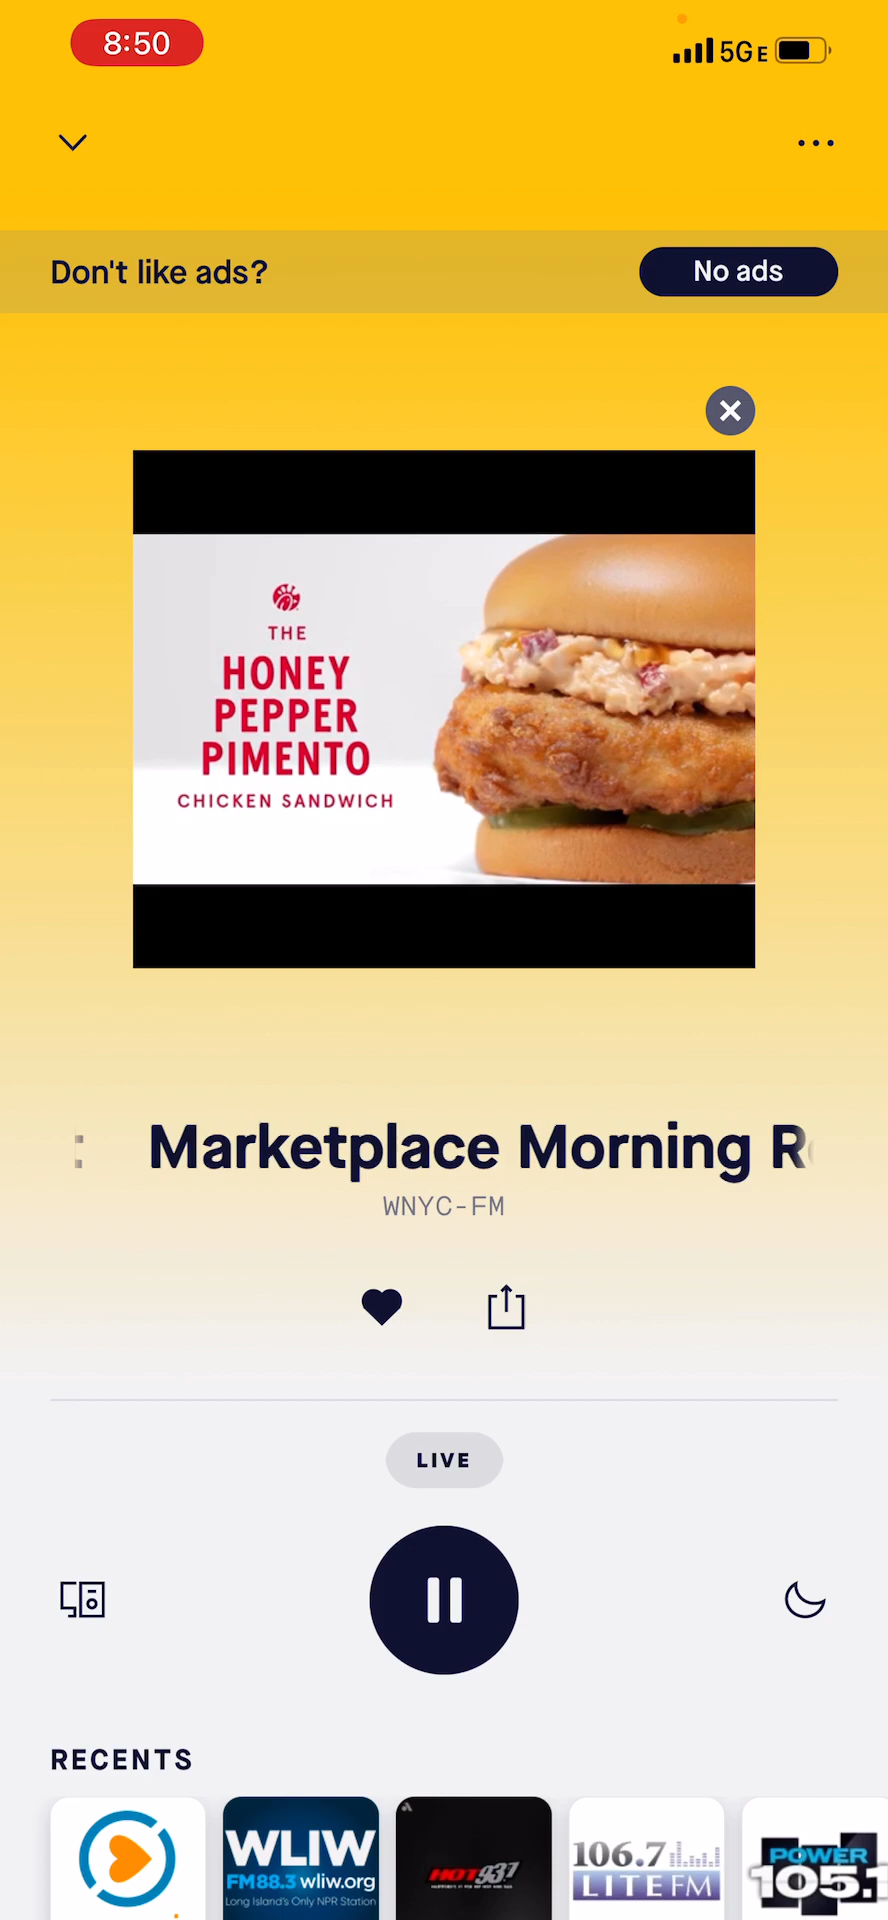 8:50
5G E
Don't like ads?
No ads
THE
HONEY
PEPPER
PIMENTO
CHICKEN SANDWICH
: Marketplace Morning R
WNYC-FM
LIVE
RECENTS
WLIW
FM88.3 wliw.org
Long Island's Only NPR Station
HOT 93.7
106.7
LITE FM
POWER
105.1